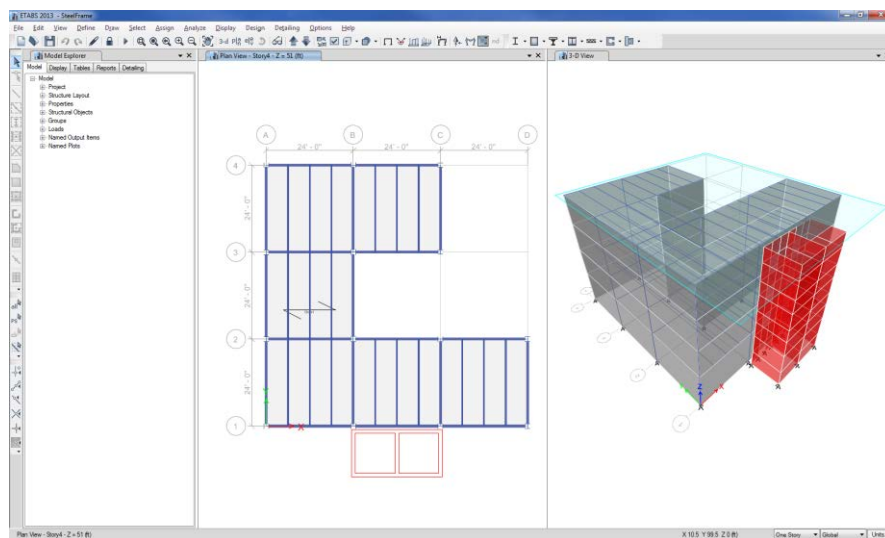 ETABS 2013 - SteelFrame
File Edit View Define Draw Select Assign Analyze Display Design Detailing Options Help
Model Explorer
Model Display Tables Reports Detailing
Model
Project
Structure Layout
Properties
Structural Objects
Groups
Loads
Named Output Items
Named Plots
Plan View - Story4 - Z = 51 (ft)
A B C D
24' - 0" 24' - 0" 24' - 0"
4
24' - 0"
3
24' - 0"
2
24' - 0"
1
X
3-D View
Z
X
Plan View - Story4 - Z = 51 (ft)
X 10.5 Y 98.5 Z 0 (ft)
One Story
Global
Units